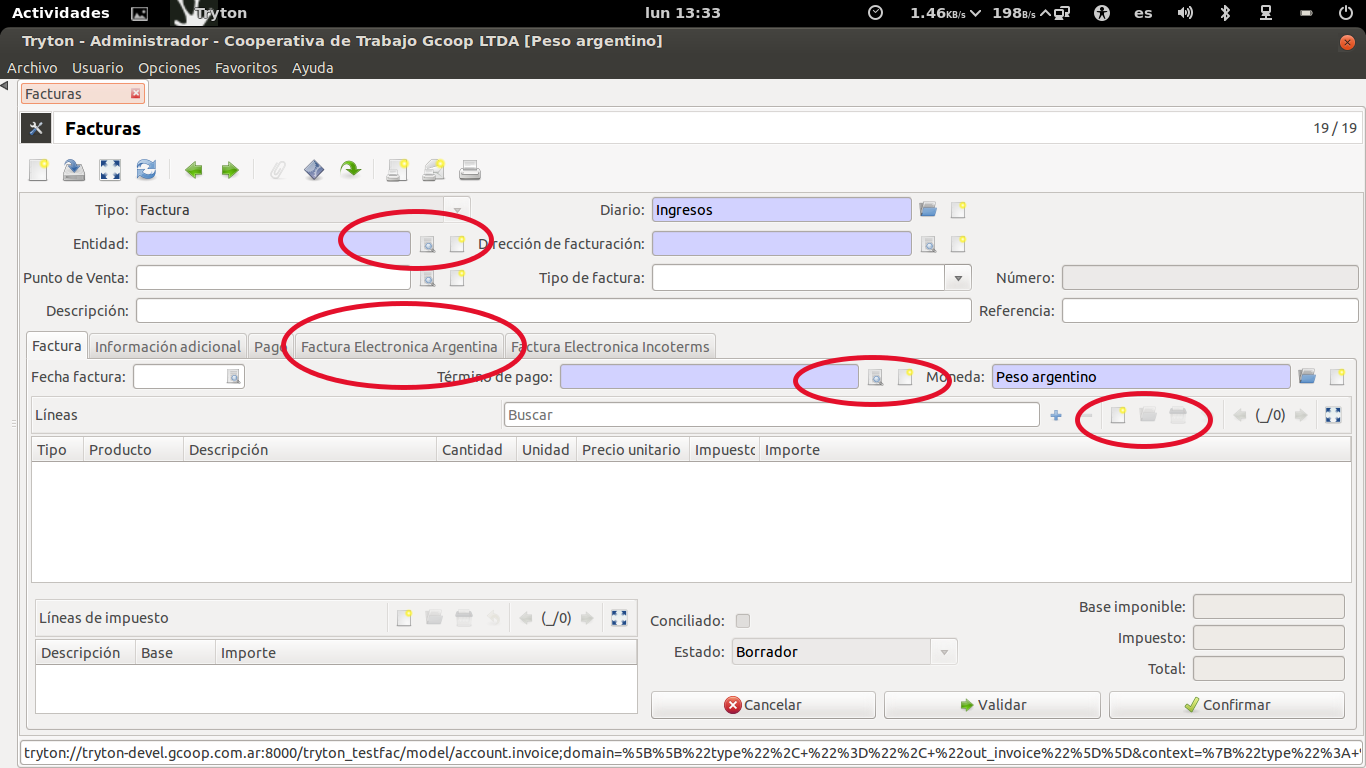 Actividades Tryton lun 13:33 1.46KB/s 198B/s es
Tryton - Administrador - Cooperativa de Trabajo Gcoop LTDA [Peso argentino]
Archivo Usuario Opciones Favoritos Ayuda
Facturas
Facturas 19 / 19
Tipo: Factura Diario: Ingresos
Entidad: Dirección de facturación:
Punto de Venta: Tipo de factura: Número:
Descripción: Referencia:
Factura Información adicional Pago Factura Electronica Argentina Factura Electronica Incoterms
Fecha factura: Término de pago: Moneda: Peso argentino
Líneas Buscar (_/0)
Tipo Producto Descripción Cantidad Unidad Precio unitario Impuesto Importe
Líneas de impuesto (_/0)
Descripción Base Importe
Conciliado:
Estado: Borrador
Base imponible:
Impuesto:
Total:
Cancelar Validar Confirmar
tryton://tryton-devel.gcoop.com.ar:8000/tryton_testfac/model/account.invoice;domain=%5B%5B%22type%22%2C+%22%3D%22%2C+%22out_invoice%22%5D%5D&context=%7B%22type%22%3A+%